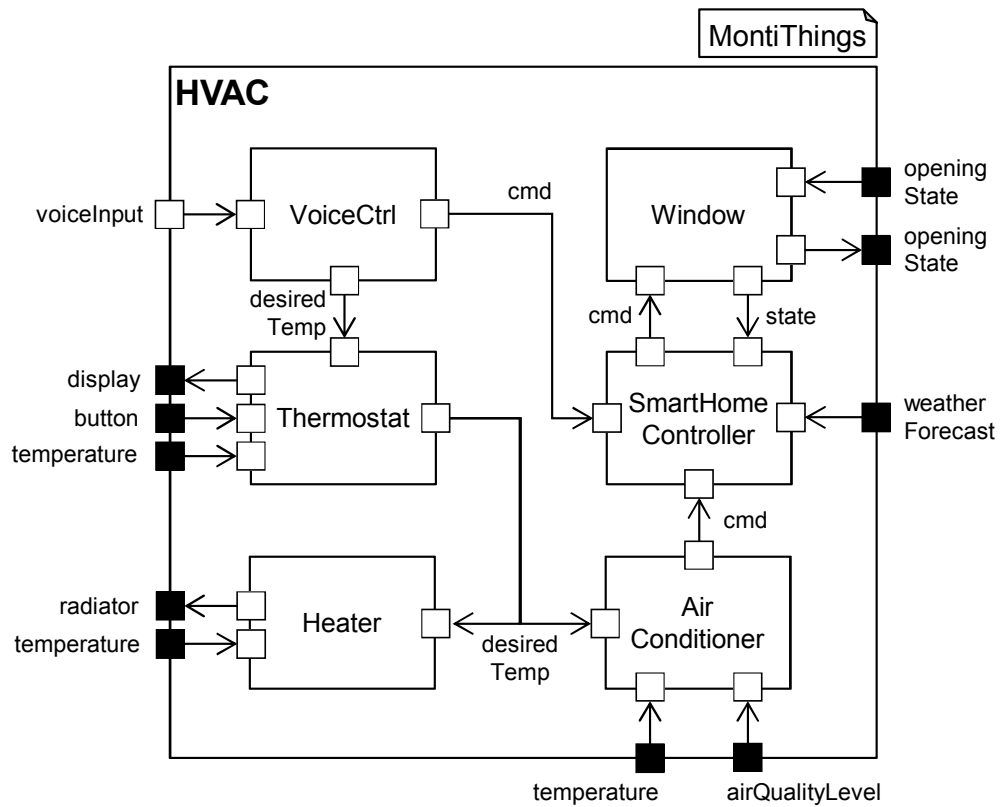 MontiThings
HVAC
voiceInput
VoiceCtrl
cmd
Window
opening
State
opening
State
desired
Temp
cmd
state
display
button
temperature
Thermostat
SmartHome
Controller
weather
Forecast
cmd
radiator
temperature
Heater
desired
Temp
Air
Conditioner
temperature
airQualityLevel